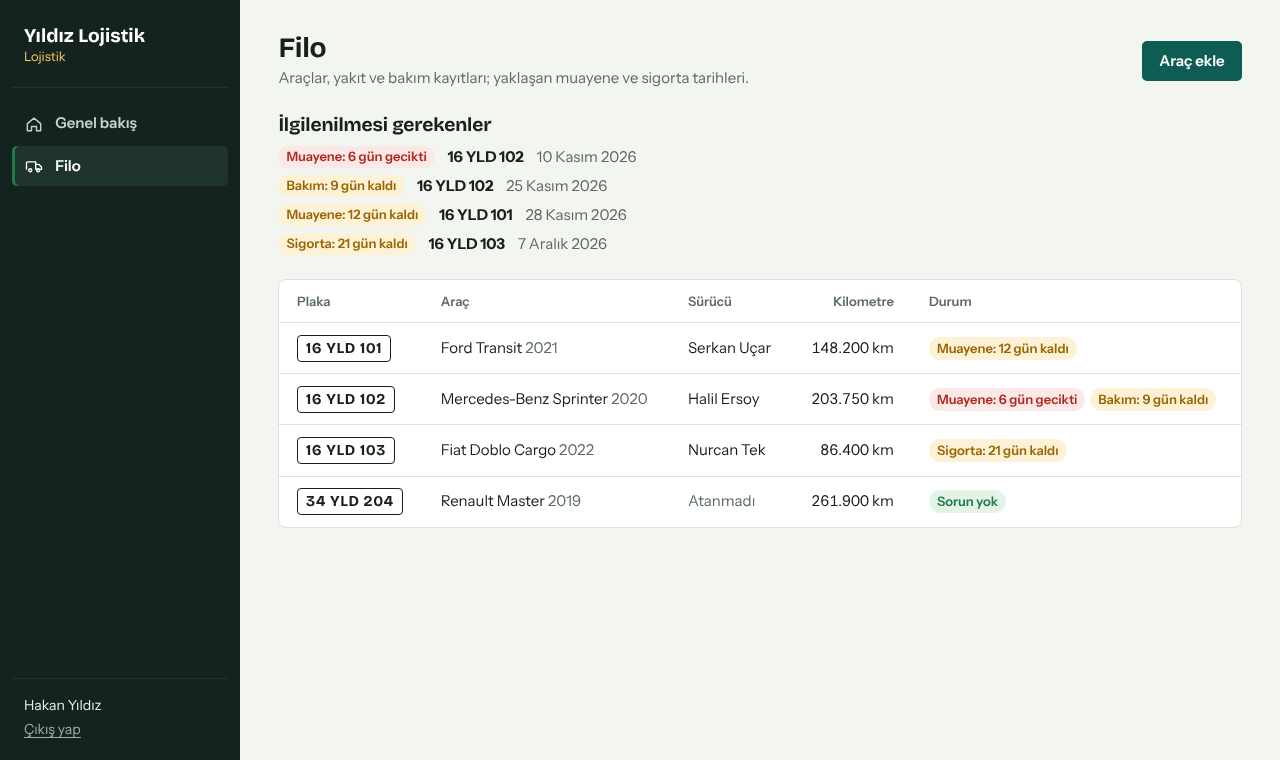 Yıldız Lojistik
Lojistik
Genel bakış
Filo
Hakan Yıldız
Çıkış yap
Filo
Araçlar, yakıt ve bakım kayıtları; yaklaşan muayene ve sigorta tarihleri.
Araç ekle
İlgilenilmesi gerekenler
Muayene: 6 gün gecikti 16 YLD 102 10 Kasım 2026
Bakım: 9 gün kaldı 16 YLD 102 25 Kasım 2026
Muayene: 12 gün kaldı 16 YLD 101 28 Kasım 2026
Sigorta: 21 gün kaldı 16 YLD 103 7 Aralık 2026
Plaka Araç Sürücü Kilometre Durum
16 YLD 101 Ford Transit 2021 Serkan Uçar 148.200 km Muayene: 12 gün kaldı
16 YLD 102 Mercedes-Benz Sprinter 2020 Halil Ersoy 203.750 km Muayene: 6 gün gecikti Bakım: 9 gün kaldı
16 YLD 103 Fiat Doblo Cargo 2022 Nurcan Tek 86.400 km Sigorta: 21 gün kaldı
34 YLD 204 Renault Master 2019 Atanmadı 261.900 km Sorun yok